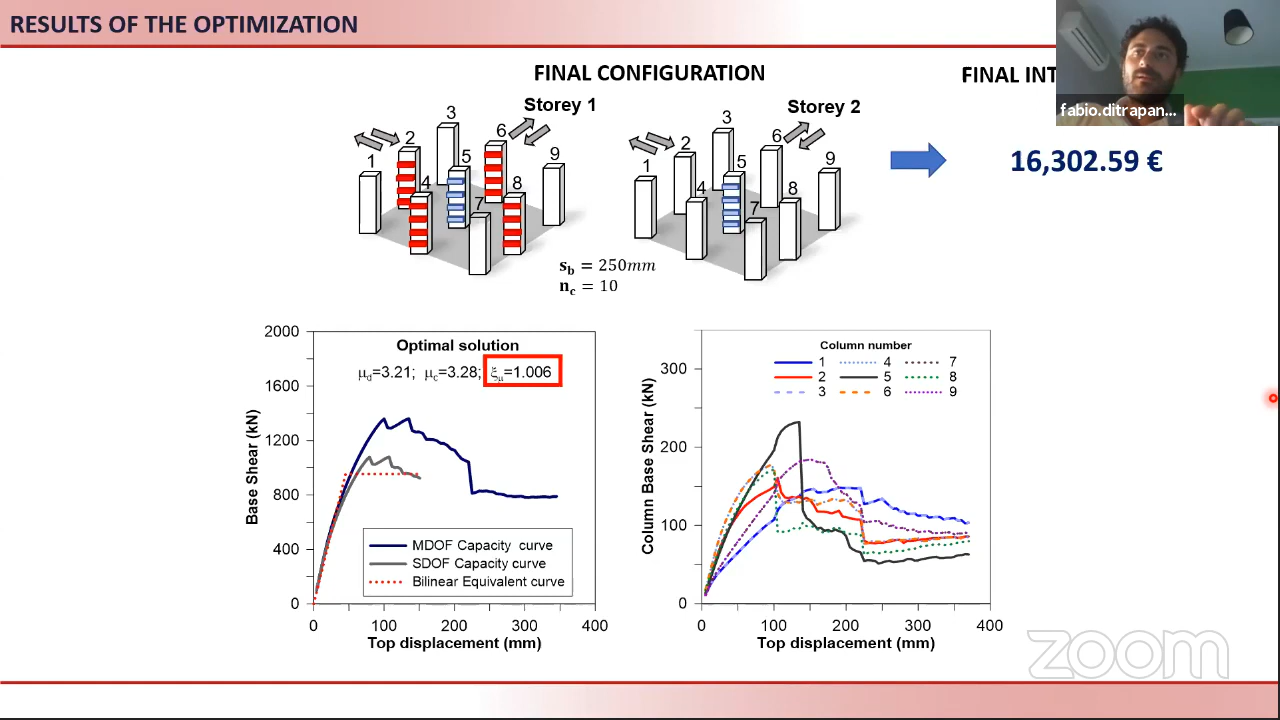 RESULTS OF THE OPTIMIZATION
FINAL CONFIGURATION
FINAL INT
fabio.ditrapan...
Storey 1
Storey 2
1 2 3 4 5 6 7 8 9
1 2 3 4 5 6 7 8 9
16,302.59 €
s_b = 250mm
n_c = 10
Optimal solution
μd=3.21; μc=3.28; ξμ=1.006
2000
1600
1200
800
400
0
Base Shear (kN)
MDOF Capacity curve
SDOF Capacity curve
Bilinear Equivalent curve
0 100 200 300 400
Top displacement (mm)
Column number
1 4 7
2 5 8
3 6 9
300
200
100
0
Column Base Shear (kN)
0 100 200 300 400
Top displacement (mm)
zoom